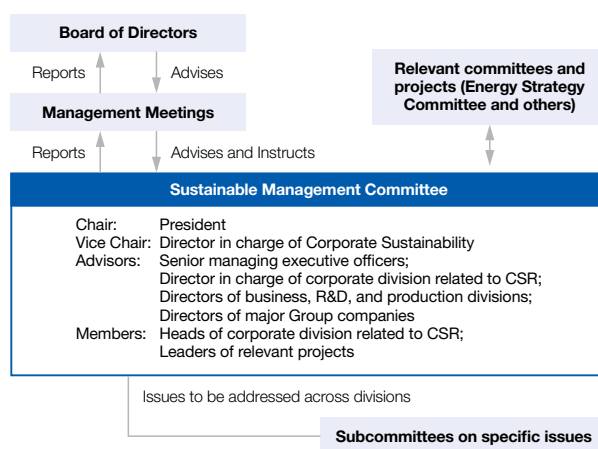 Board of Directors
Reports
Advises
Relevant committees and
projects (Energy Strategy
Committee and others)
Management Meetings
Reports
Advises and Instructs
Sustainable Management Committee
Chair: President
Vice Chair: Director in charge of Corporate Sustainability
Advisors: Senior managing executive officers;
Director in charge of corporate division related to CSR;
Directors of business, R&D, and production divisions;
Directors of major Group companies
Members: Heads of corporate division related to CSR;
Leaders of relevant projects
Issues to be addressed across divisions
Subcommittees on specific issues